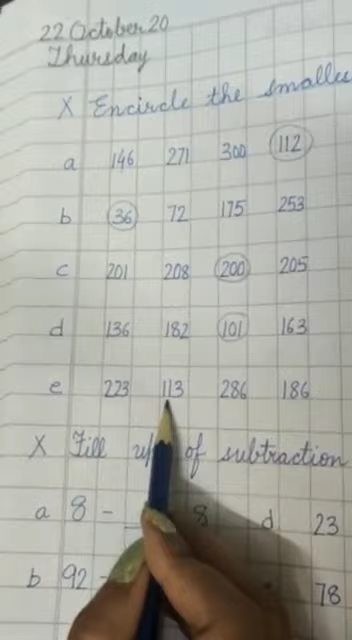 22 October 20
Thursday
X Encircle the smalle
a 146 271 300 112
b 36 72 175 253
c 201 208 200 205
d 136 182 101 163
e 223 113 286 186
X Fill of subtraction
a 8 - 8 d 23
b 92 - 78